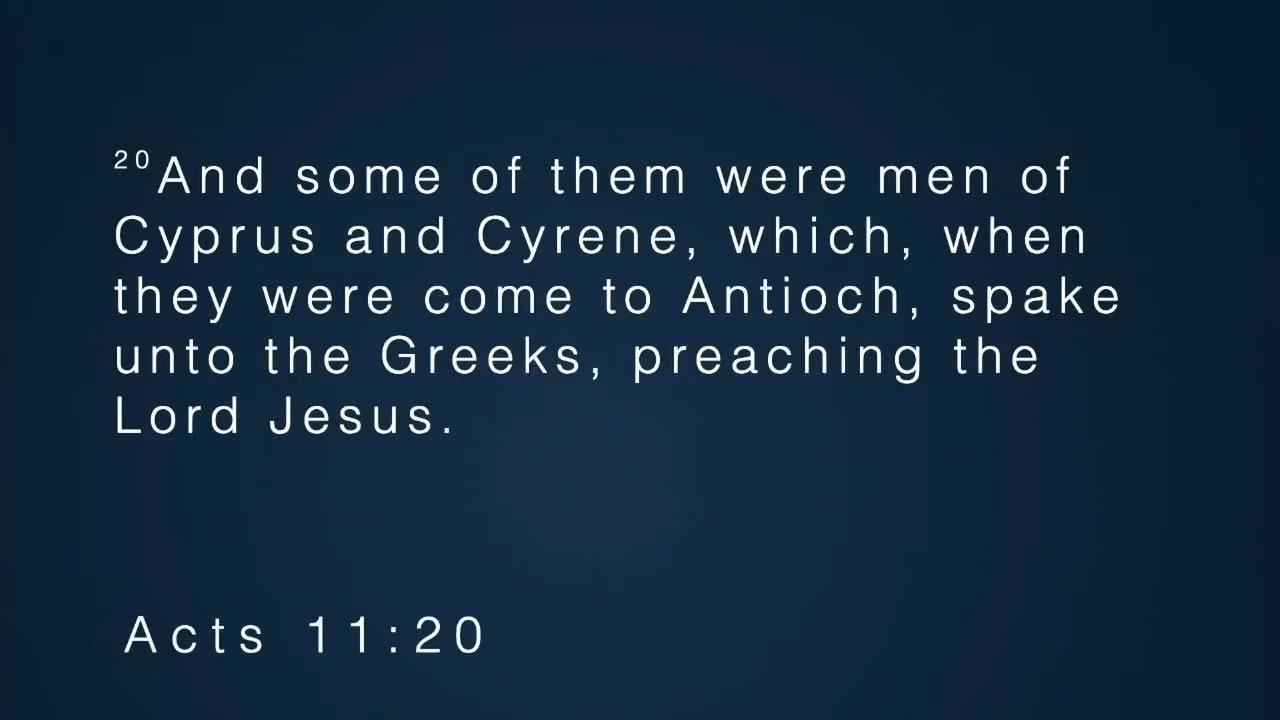 20And some of them were men of
Cyprus and Cyrene, which, when
they were come to Antioch, spake
unto the Greeks, preaching the
Lord Jesus.
Acts 11:20